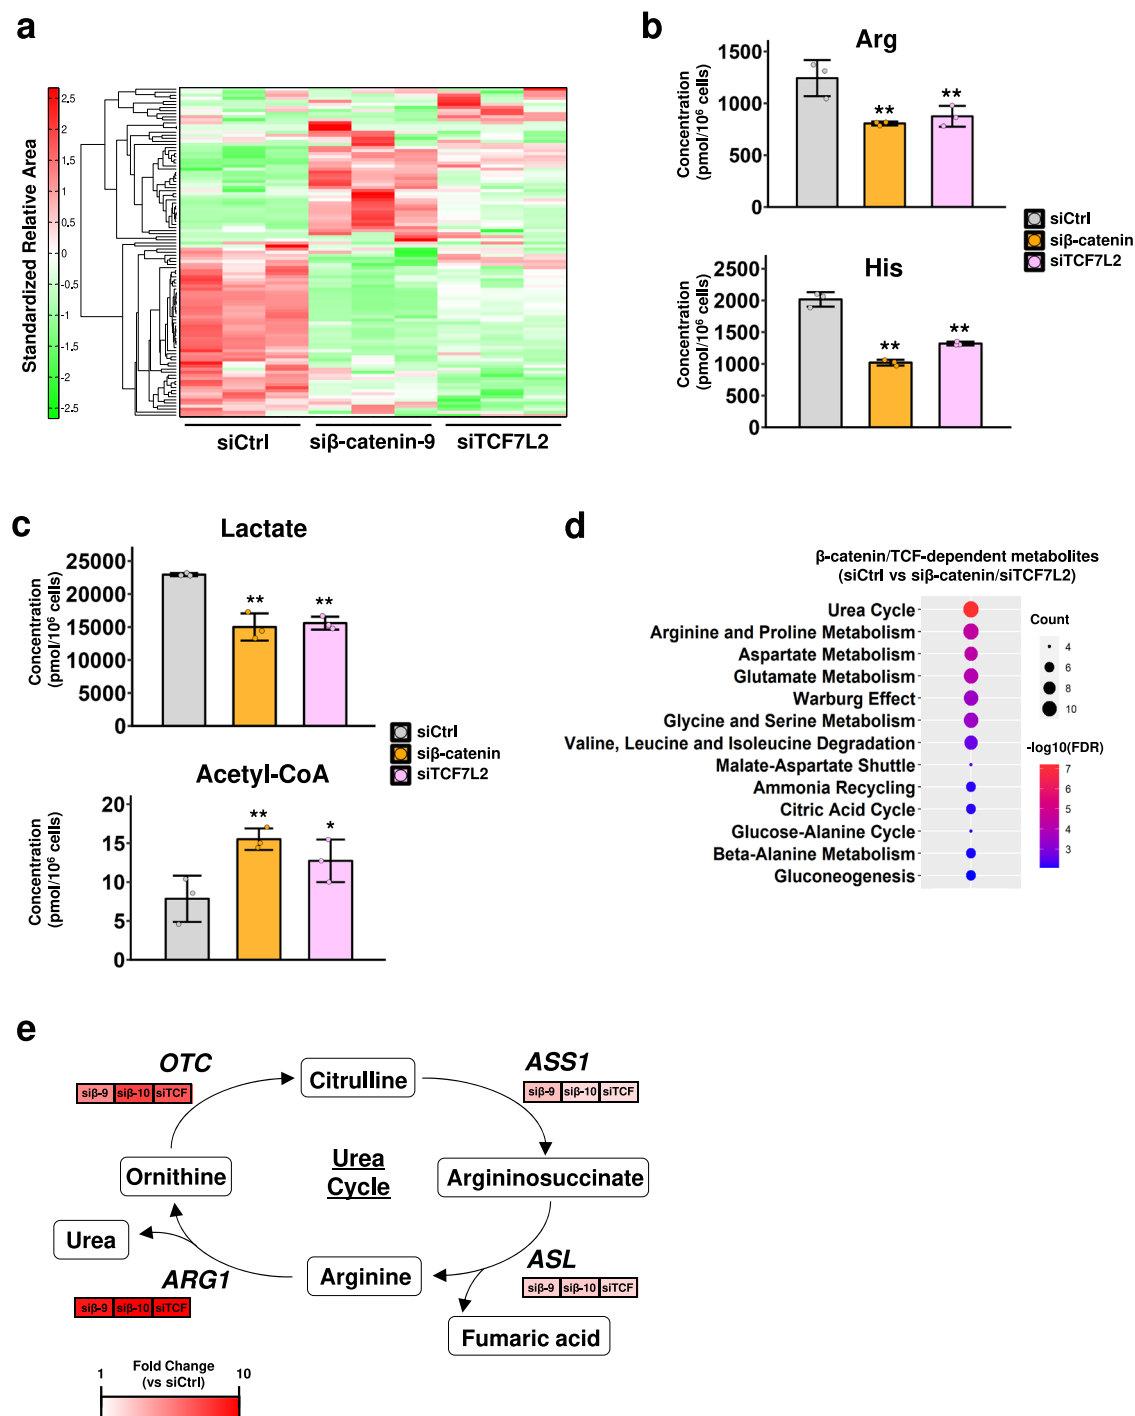 a
Standardized Relative Area
2.5
2
1.5
1
0.5
0
-0.5
-1
-1.5
-2
-2.5
siCtrl
siβ-catenin-9
siTCF7L2
b
Arg
Concentration
(pmol/10⁶ cells)
1500
1000
500
0
**
**
His
Concentration
(pmol/10⁶ cells)
2500
2000
1500
1000
500
0
**
**
siCtrl
siβ-catenin
siTCF7L2
c
Lactate
Concentration
(pmol/10⁶ cells)
25000
20000
15000
10000
5000
0
**
**
Acetyl-CoA
Concentration
(pmol/10⁶ cells)
20
15
10
5
0
**
*
siCtrl
siβ-catenin
siTCF7L2
d
β-catenin/TCF-dependent metabolites
(siCtrl vs siβ-catenin/siTCF7L2)
Urea Cycle
Arginine and Proline Metabolism
Aspartate Metabolism
Glutamate Metabolism
Warburg Effect
Glycine and Serine Metabolism
Valine, Leucine and Isoleucine Degradation
Malate-Aspartate Shuttle
Ammonia Recycling
Citric Acid Cycle
Glucose-Alanine Cycle
Beta-Alanine Metabolism
Gluconeogenesis
Count
4
6
8
10
-log10(FDR)
7
6
5
4
3
e
OTC
siβ-9 siβ-10 siTCF
Citrulline
ASS1
siβ-9 siβ-10 siTCF
Ornithine
Urea
Cycle
Argininosuccinate
Urea
ARG1
siβ-9 siβ-10 siTCF
Arginine
ASL
siβ-9 siβ-10 siTCF
Fumaric acid
Fold Change
(vs siCtrl)
1
10